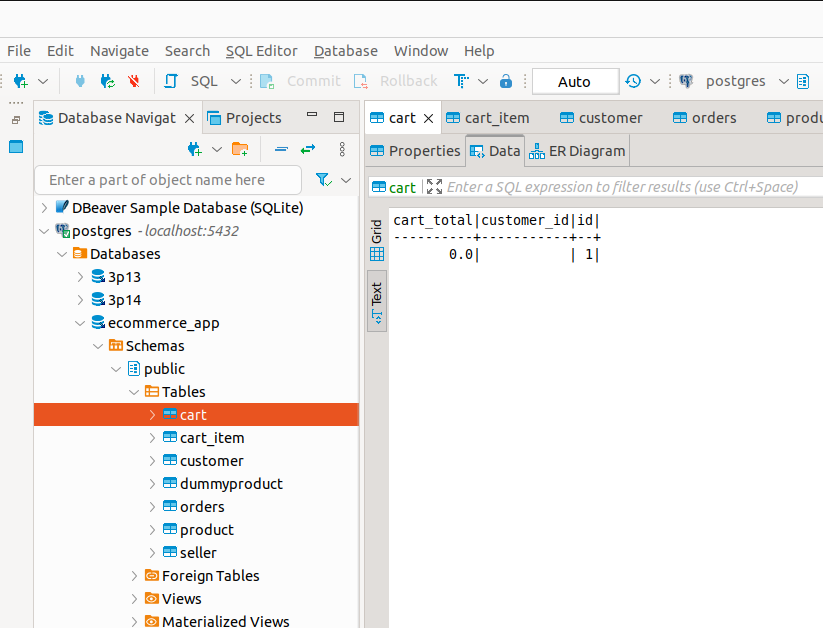 File Edit Navigate Search SQL Editor Database Window Help
SQL Commit Rollback Auto postgres
Database Navigat Projects
Enter a part of object name here
DBeaver Sample Database (SQLite)
postgres - localhost:5432
Databases
3p13
3p14
ecommerce_app
Schemas
public
Tables
cart
cart_item
customer
dummyproduct
orders
product
seller
Foreign Tables
Views
Materialized Views
cart cart_item customer orders produ
Properties Data ER Diagram
cart Enter a SQL expression to filter results (use Ctrl+Space)
Grid
Text
cart_total|customer_id|id|
----------+-----------+--+
0.0| | 1|